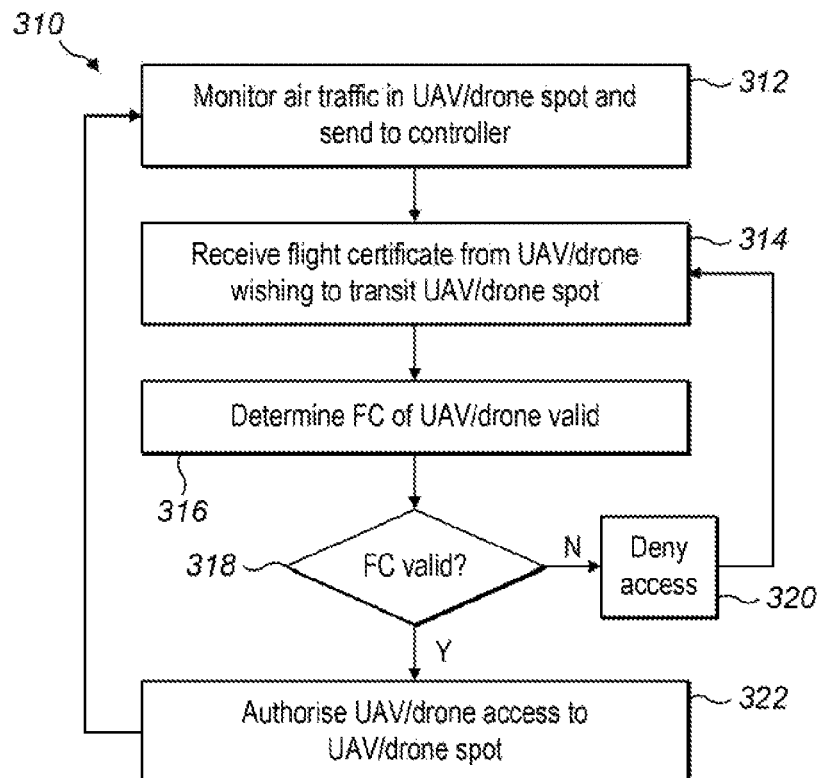 310
Monitor air traffic in UAV/drone spot and
send to controller
312
Receive flight certificate from UAV/drone
wishing to transit UAV/drone spot
314
Determine FC of UAV/drone valid
316
318
FC valid?
N
Deny
access
320
Y
Authorise UAV/drone access to
UAV/drone spot
322